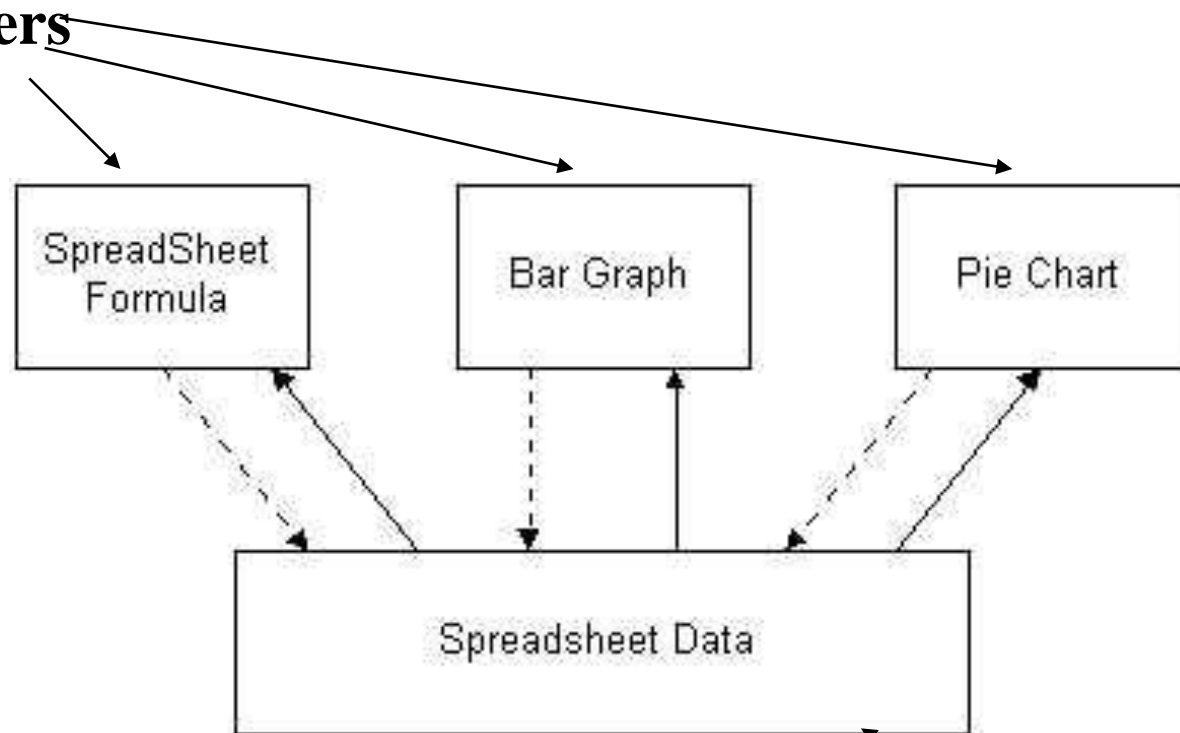 ers
SpreadSheet
Formula
Bar Graph
Pie Chart
Spreadsheet Data